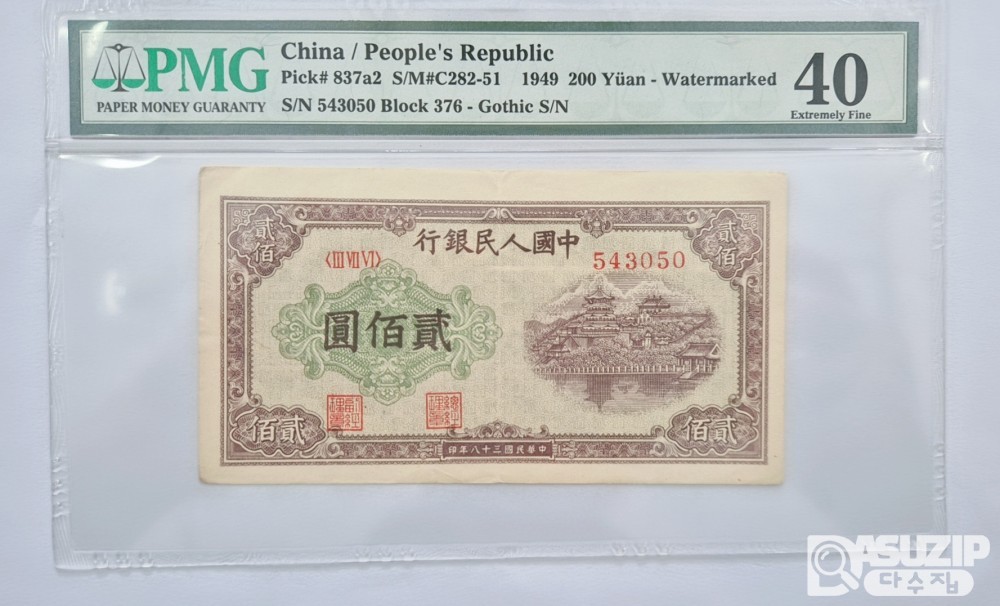 PMG
PAPER MONEY GUARANTY
China / People's Republic
Pick# 837a2 S/M#C282-51 1949 200 Yüan - Watermarked
S/N 543050 Block 376 - Gothic S/N
40
Extremely Fine
行銀民人國中
貳佰
貳佰
〈III VII VI〉
543050
圓佰貳
佰貳
佰貳
印年八十三國民華中
ASUZIP
다수집